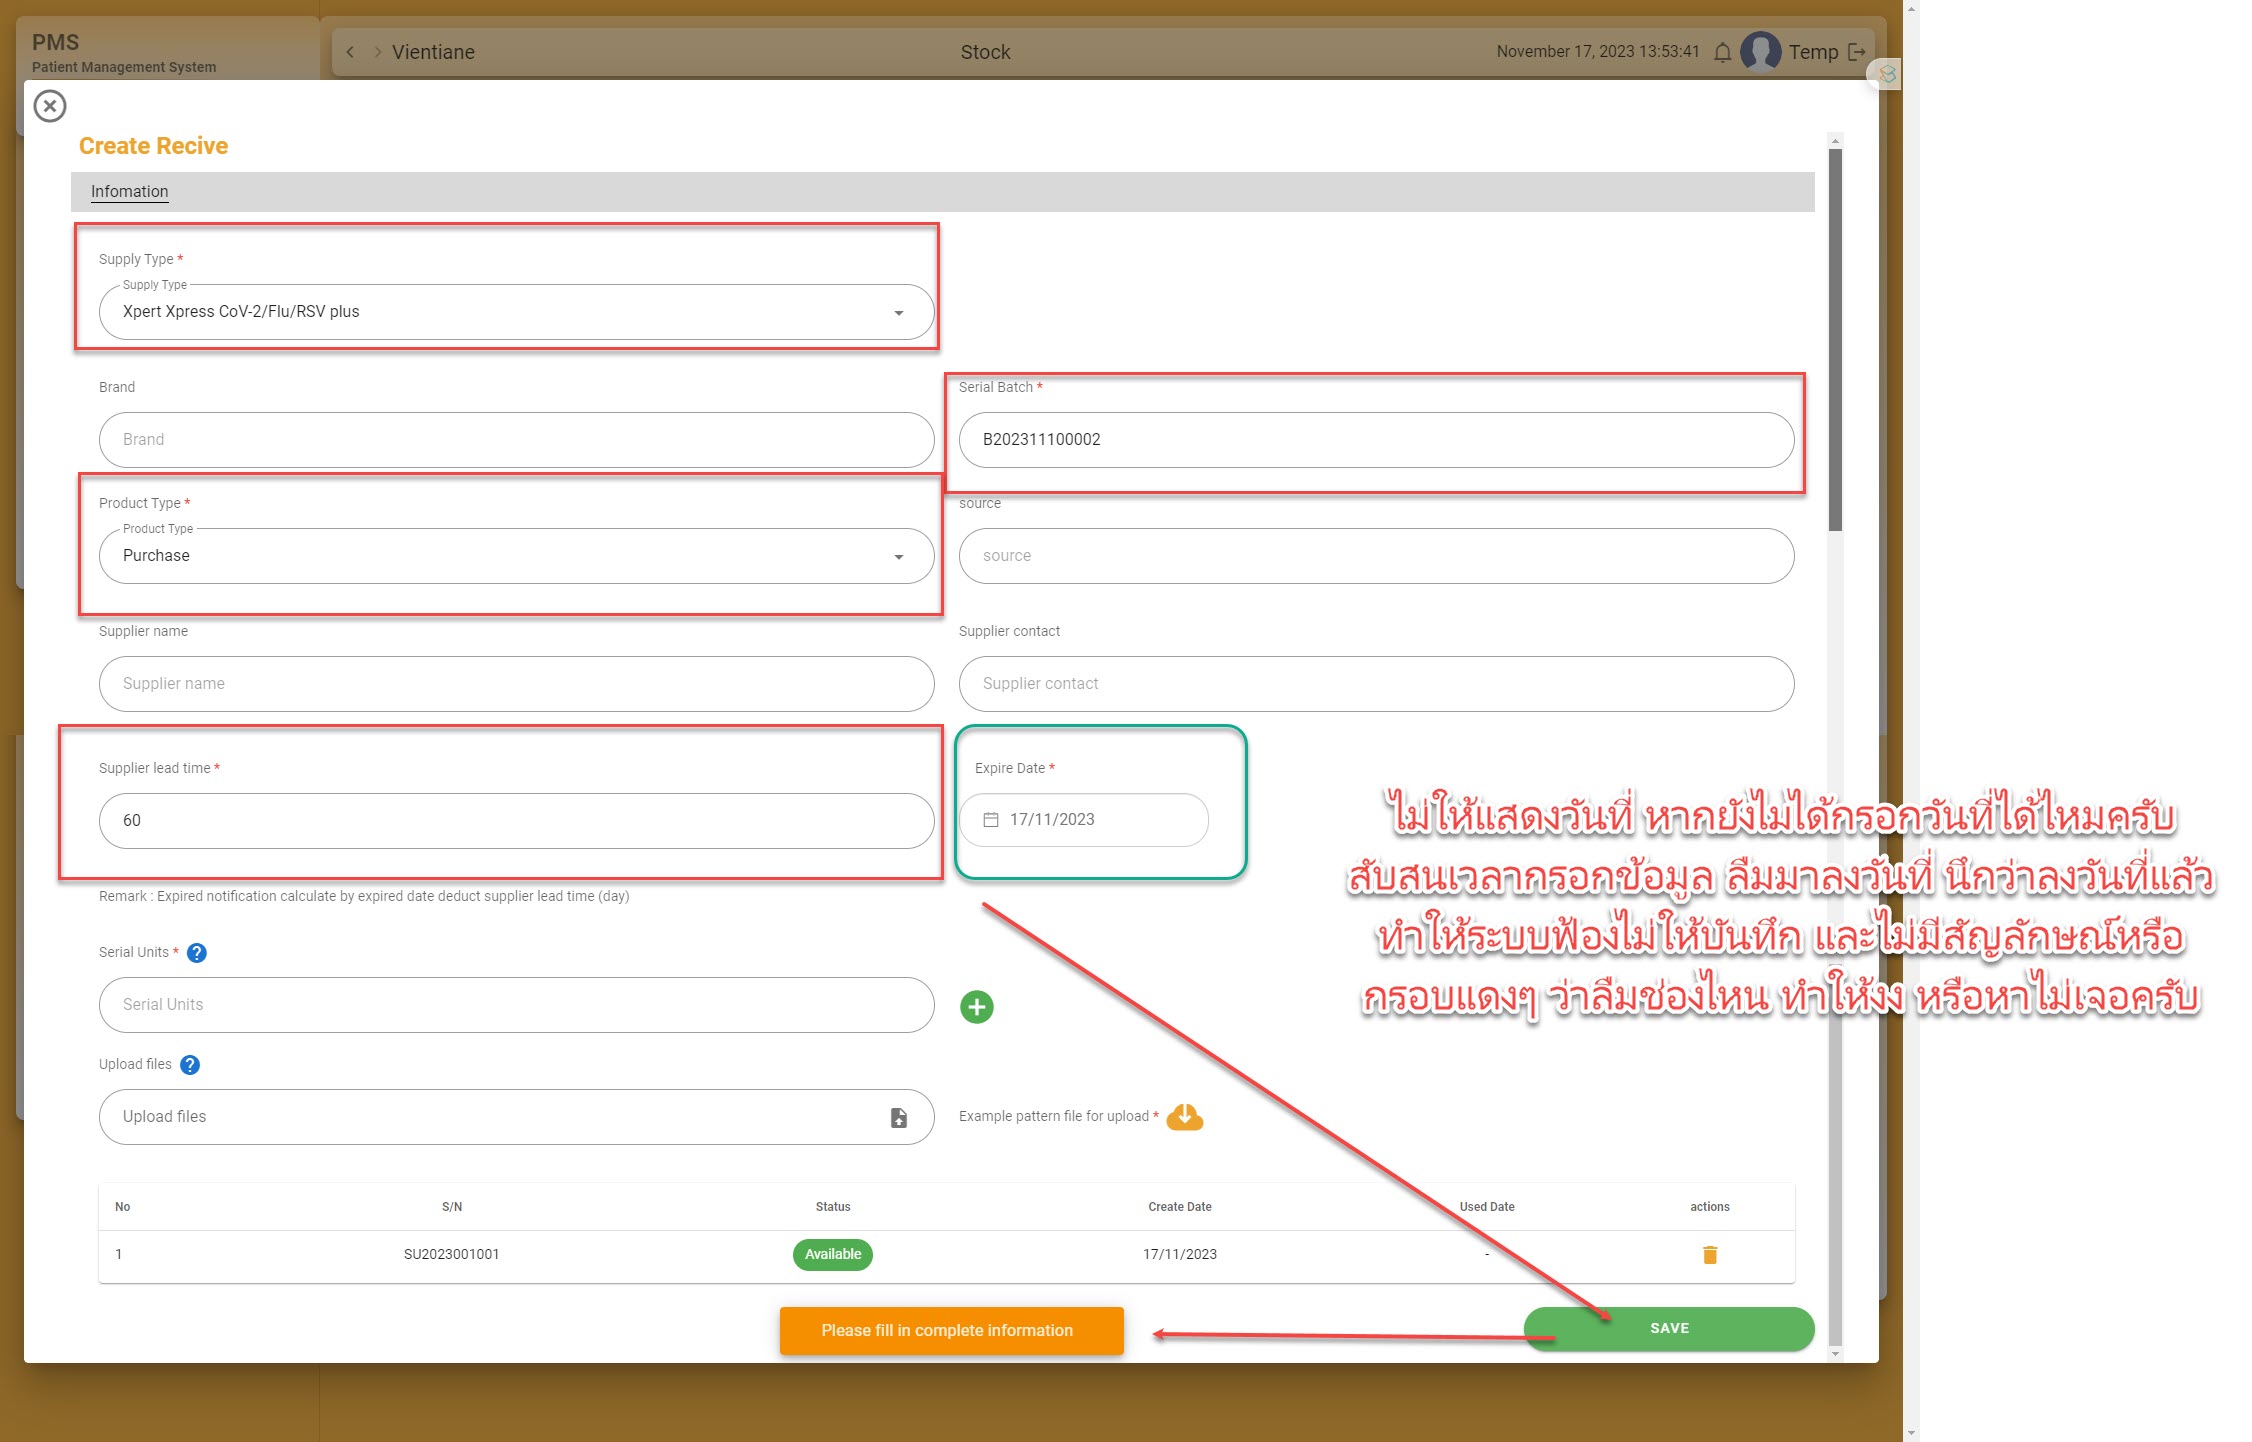 PMS
Patient Management System
Vientiane
Stock
November 17, 2023 13:53:41
Temp
Create Recive
Infomation
Supply Type *
Supply Type
Xpert Xpress CoV-2/Flu/RSV plus
Brand
Serial Batch *
Brand
B202311100002
Product Type *
source
Product Type
Purchase
source
Supplier name
Supplier contact
Supplier name
Supplier contact
Supplier lead time *
Expire Date *
60
17/11/2023
ไม่ให้แสดงวันที่ หากยังไม่ได้กรอกวันที่ได้ไหมครับ
สับสนเวลากรอกข้อมูล ลืมมาลงวันที่ นึกว่าลงวันที่แล้ว
ทำให้ระบบฟ้องไม่ให้บันทึก และไม่มีสัญลักษณ์หรือ
กรอบแดงๆ ว่าลืมช่องไหน ทำให้งง หรือหาไม่เจอครับ
Remark : Expired notification calculate by expired date deduct supplier lead time (day)
Serial Units * ?
Serial Units
Upload files ?
Upload files
Example pattern file for upload *
No S/N Status Create Date Used Date actions
1 SU2023001001 Available 17/11/2023 -
Please fill in complete information
SAVE